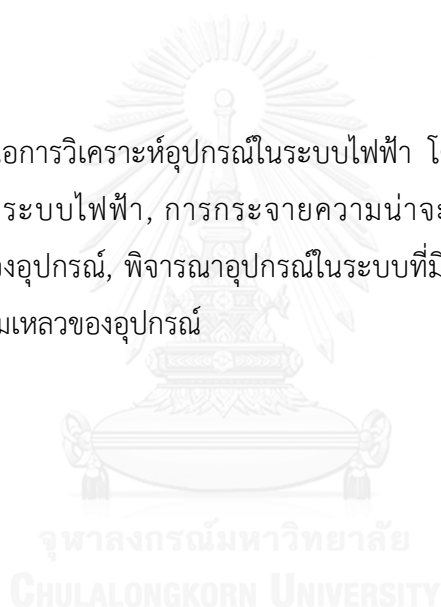 อการวิเคราะห์อุปกรณ์ในระบบไฟฟ้า โ
ระบบไฟฟ้า, การกระจายความน่าจะ
งอุปกรณ์, พิจารณาอุปกรณ์ในระบบที่มี
มเหลวของอุปกรณ์
จุฬาลงกรณ์มหาวิทยาลัย
CHULALONGKORN UNIVERSITY